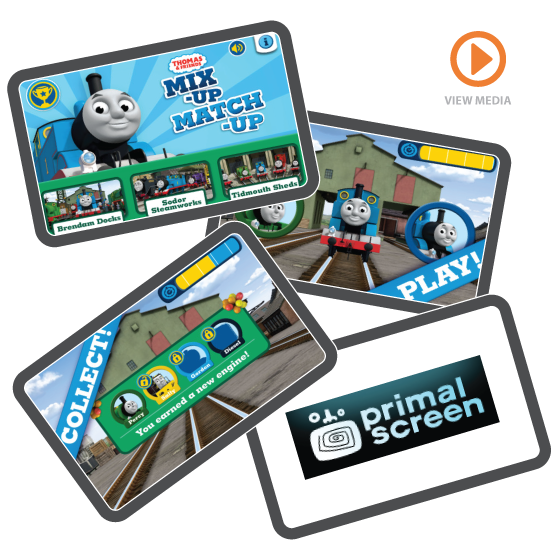 THOMAS
& FRIENDS
MIX
-UP
MATCH
-UP
i
Brendam Docks
Sodor
Steamworks
Tidmouth Sheds
VIEW MEDIA
1
PLAY!
COLLECT!
Percy
Gordon
Diesel
You earned a new engine!
primal
screen